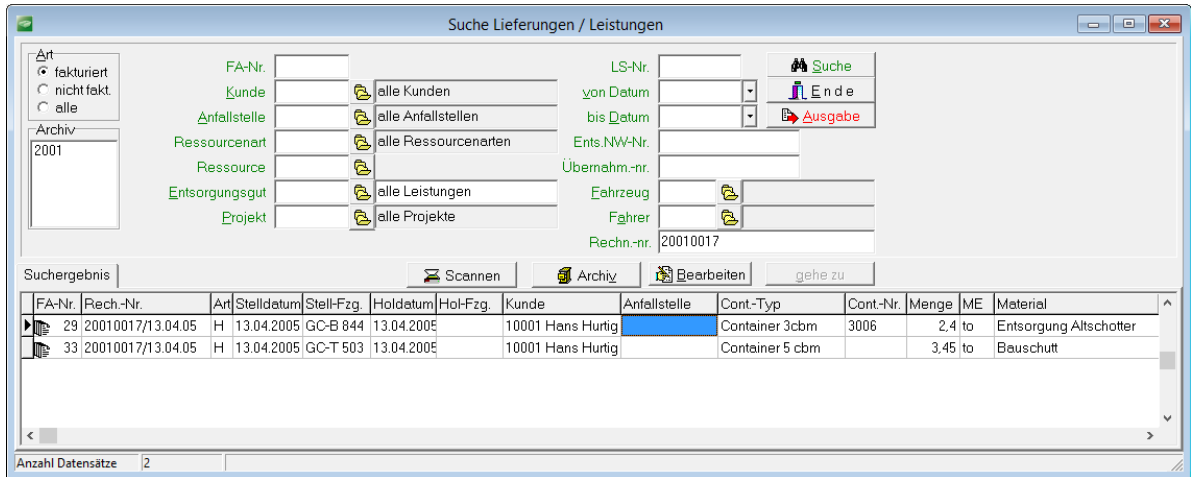 Suche Lieferungen / Leistungen
Art
fakturiert
nicht fakt.
alle
Archiv
2001
FA-Nr.
Kunde alle Kunden
Anfallstelle alle Anfallstellen
Ressourcenart alle Ressourcenarten
Ressource
Entsorgungsgut alle Leistungen
Projekt alle Projekte
LS-Nr.
von Datum
bis Datum
Ents.NW-Nr.
Übernahm.-nr.
Fahrzeug
Fahrer
Rechn.-nr. 20010017
Suche
Ende
Ausgabe
Suchergebnis Scannen Archiv Bearbeiten gehe zu
FA-Nr. Rech.-Nr. Art Stelldatum Stell-Fzg. Holdatum Hol-Fzg. Kunde Anfallstelle Cont.-Typ Cont.-Nr. Menge ME Material
29 20010017/13.04.05 H 13.04.2005 GC-B 844 13.04.2005 10001 Hans Hurtig Container 3cbm 3006 2,4 to Entsorgung Altschotter
33 20010017/13.04.05 H 13.04.2005 GC-T 503 13.04.2005 10001 Hans Hurtig Container 5 cbm 3,45 to Bauschutt
Anzahl Datensätze 2